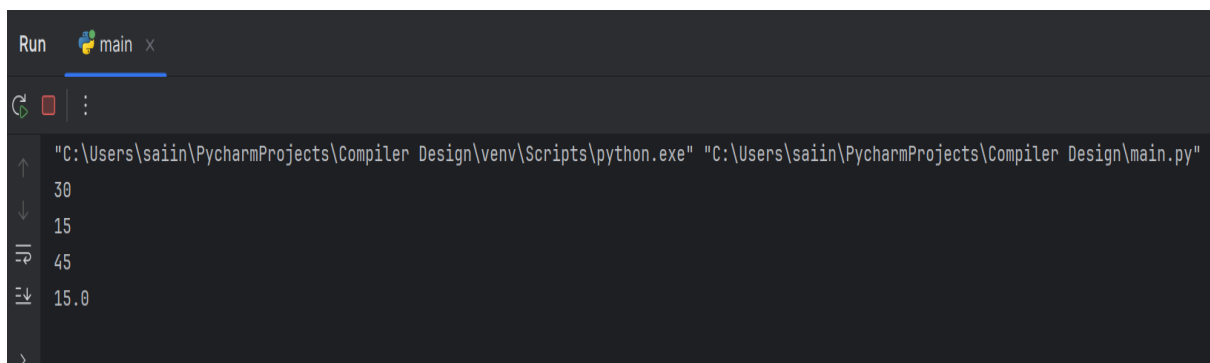 Run main
"C:\Users\saiin\PycharmProjects\Compiler Design\venv\Scripts\python.exe" "C:\Users\saiin\PycharmProjects\Compiler Design\main.py"
30
15
45
15.0